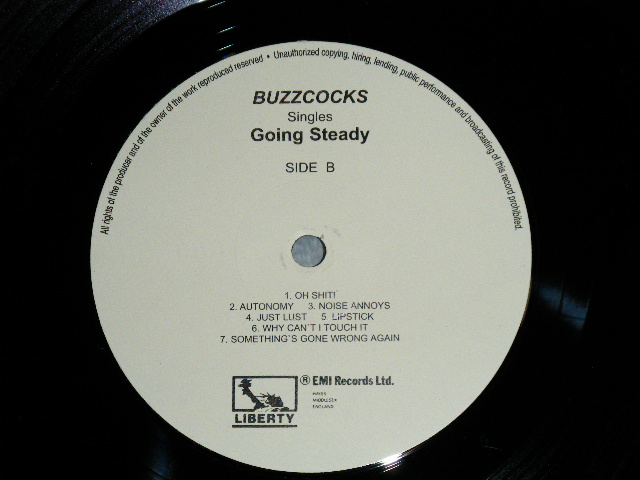 All rights of the producer and of the owner of the work reproduced reserved • Unauthorized copying, hiring, lending, public performance and broadcasting of this record prohibited.
BUZZCOCKS
Singles
Going Steady
SIDE B
1. OH SHIT!
2. AUTONOMY 3. NOISE ANNOYS
4. JUST LUST 5. LIPSTICK
6. WHY CAN`T I TOUCH IT
7. SOMETHING`S GONE WRONG AGAIN
LIBERTY
® EMI Records Ltd.
HAYES
MIDDLESEX
ENGLAND